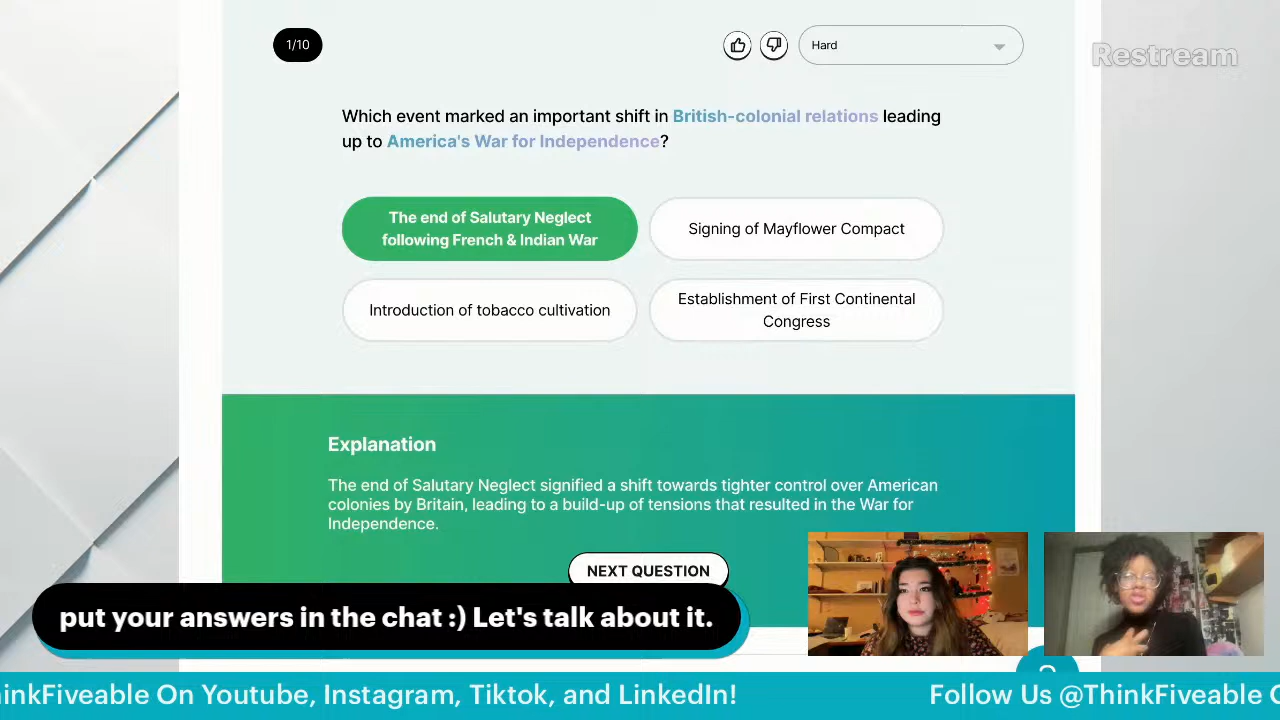 1/10
Hard
Restream
Which event marked an important shift in British-colonial relations leading
up to America's War for Independence?
The end of Salutary Neglect
following French & Indian War
Signing of Mayflower Compact
Introduction of tobacco cultivation
Establishment of First Continental
Congress
Explanation
The end of Salutary Neglect signified a shift towards tighter control over American
colonies by Britain, leading to a build-up of tensions that resulted in the War for
Independence.
NEXT QUESTION
put your answers in the chat :) Let's talk about it.
inkFiveable On Youtube, Instagram, Tiktok, and LinkedIn!
Follow Us @ThinkFiveable